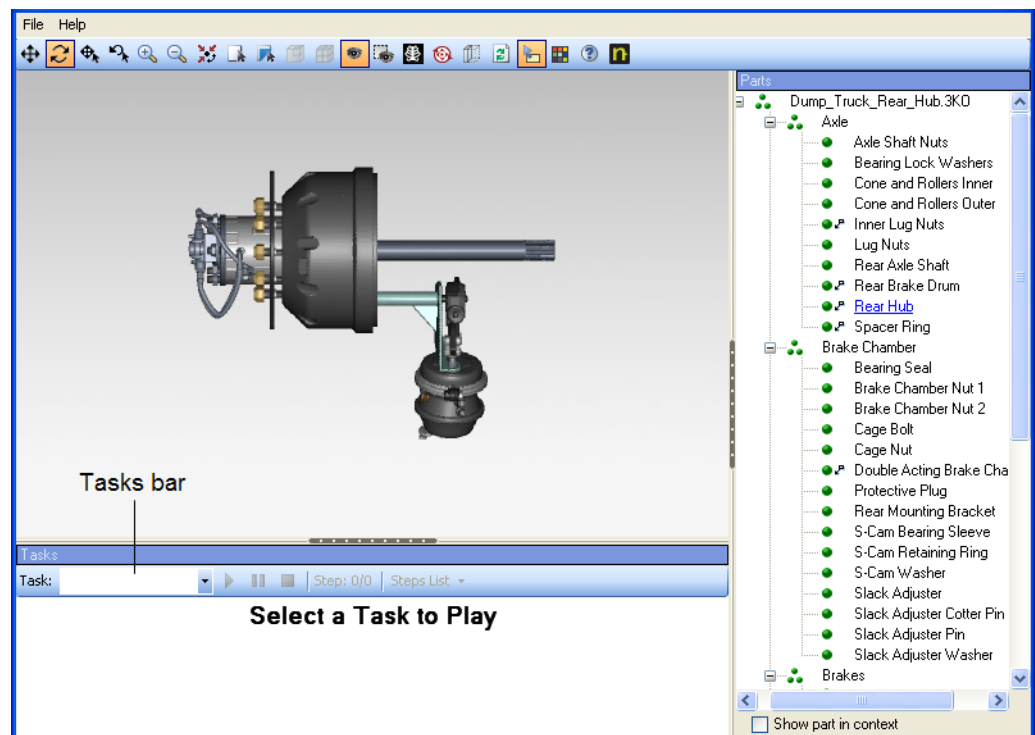 File Help
Parts
Dump_Truck_Rear_Hub.3KO
Axle
Axle Shaft Nuts
Bearing Lock Washers
Cone and Rollers Inner
Cone and Rollers Outer
Inner Lug Nuts
Lug Nuts
Rear Axle Shaft
Rear Brake Drum
Rear Hub
Spacer Ring
Brake Chamber
Bearing Seal
Brake Chamber Nut 1
Brake Chamber Nut 2
Cage Bolt
Cage Nut
Double Acting Brake Cha
Protective Plug
Rear Mounting Bracket
S-Cam Bearing Sleeve
S-Cam Retaining Ring
S-Cam Washer
Slack Adjuster
Slack Adjuster Cotter Pin
Slack Adjuster Pin
Slack Adjuster Washer
Brakes
Show part in context
Tasks bar
Tasks
Task: Step: 0/0 Steps List
Select a Task to Play